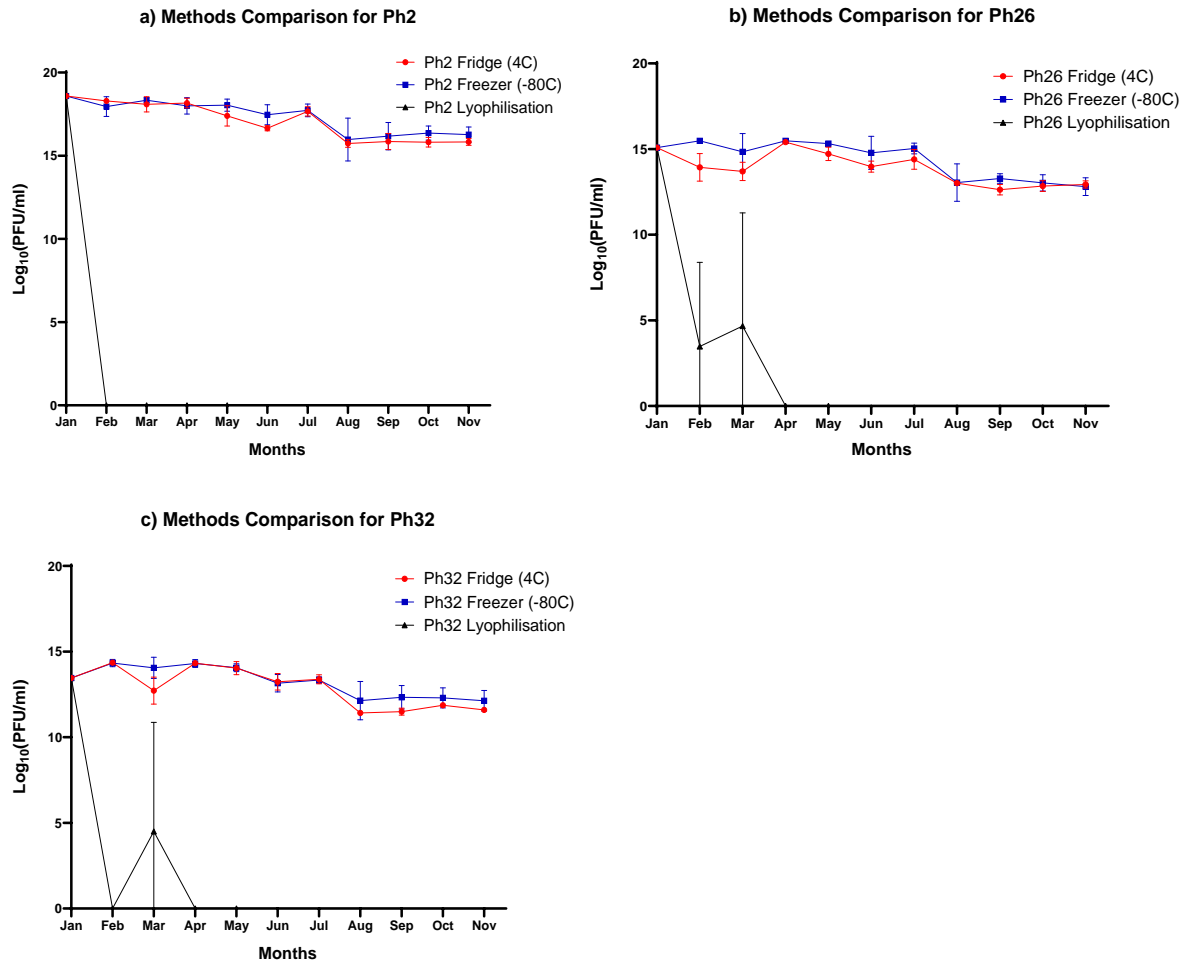 a) Methods Comparison for Ph2
Ph2 Fridge (4C)
Ph2 Freezer (-80C)
Ph2 Lyophilisation
Log10(PFU/ml)
20
15
10
5
0
Jan Feb Mar Apr May Jun Jul Aug Sep Oct Nov
Months
b) Methods Comparison for Ph26
Ph26 Fridge (4C)
Ph26 Freezer (-80C)
Ph26 Lyophilisation
Log10(PFU/ml)
20
15
10
5
0
Jan Feb Mar Apr May Jun Jul Aug Sep Oct Nov
Months
c) Methods Comparison for Ph32
Ph32 Fridge (4C)
Ph32 Freezer (-80C)
Ph32 Lyophilisation
Log10(PFU/ml)
20
15
10
5
0
Jan Feb Mar Apr May Jun Jul Aug Sep Oct Nov
Months